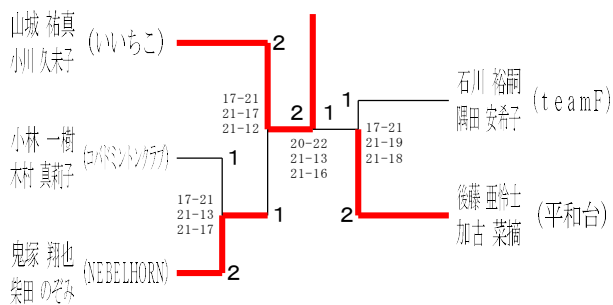 山城 祐真
小川 久未子
(いいちこ)
2
17-21
21-17
21-12
2
1
20-22
21-13
21-16
小林 一樹
木村 真莉子
(コバドミントンクラブ)
1
17-21
21-13
21-17
1
鬼塚 翔也
柴田 のぞみ
(NEBELHORN)
2
石川 裕嗣
隅田 安希子
(teamF)
1
17-21
21-19
21-18
後藤 亜伶士
加古 菜摘
(平和台)
2